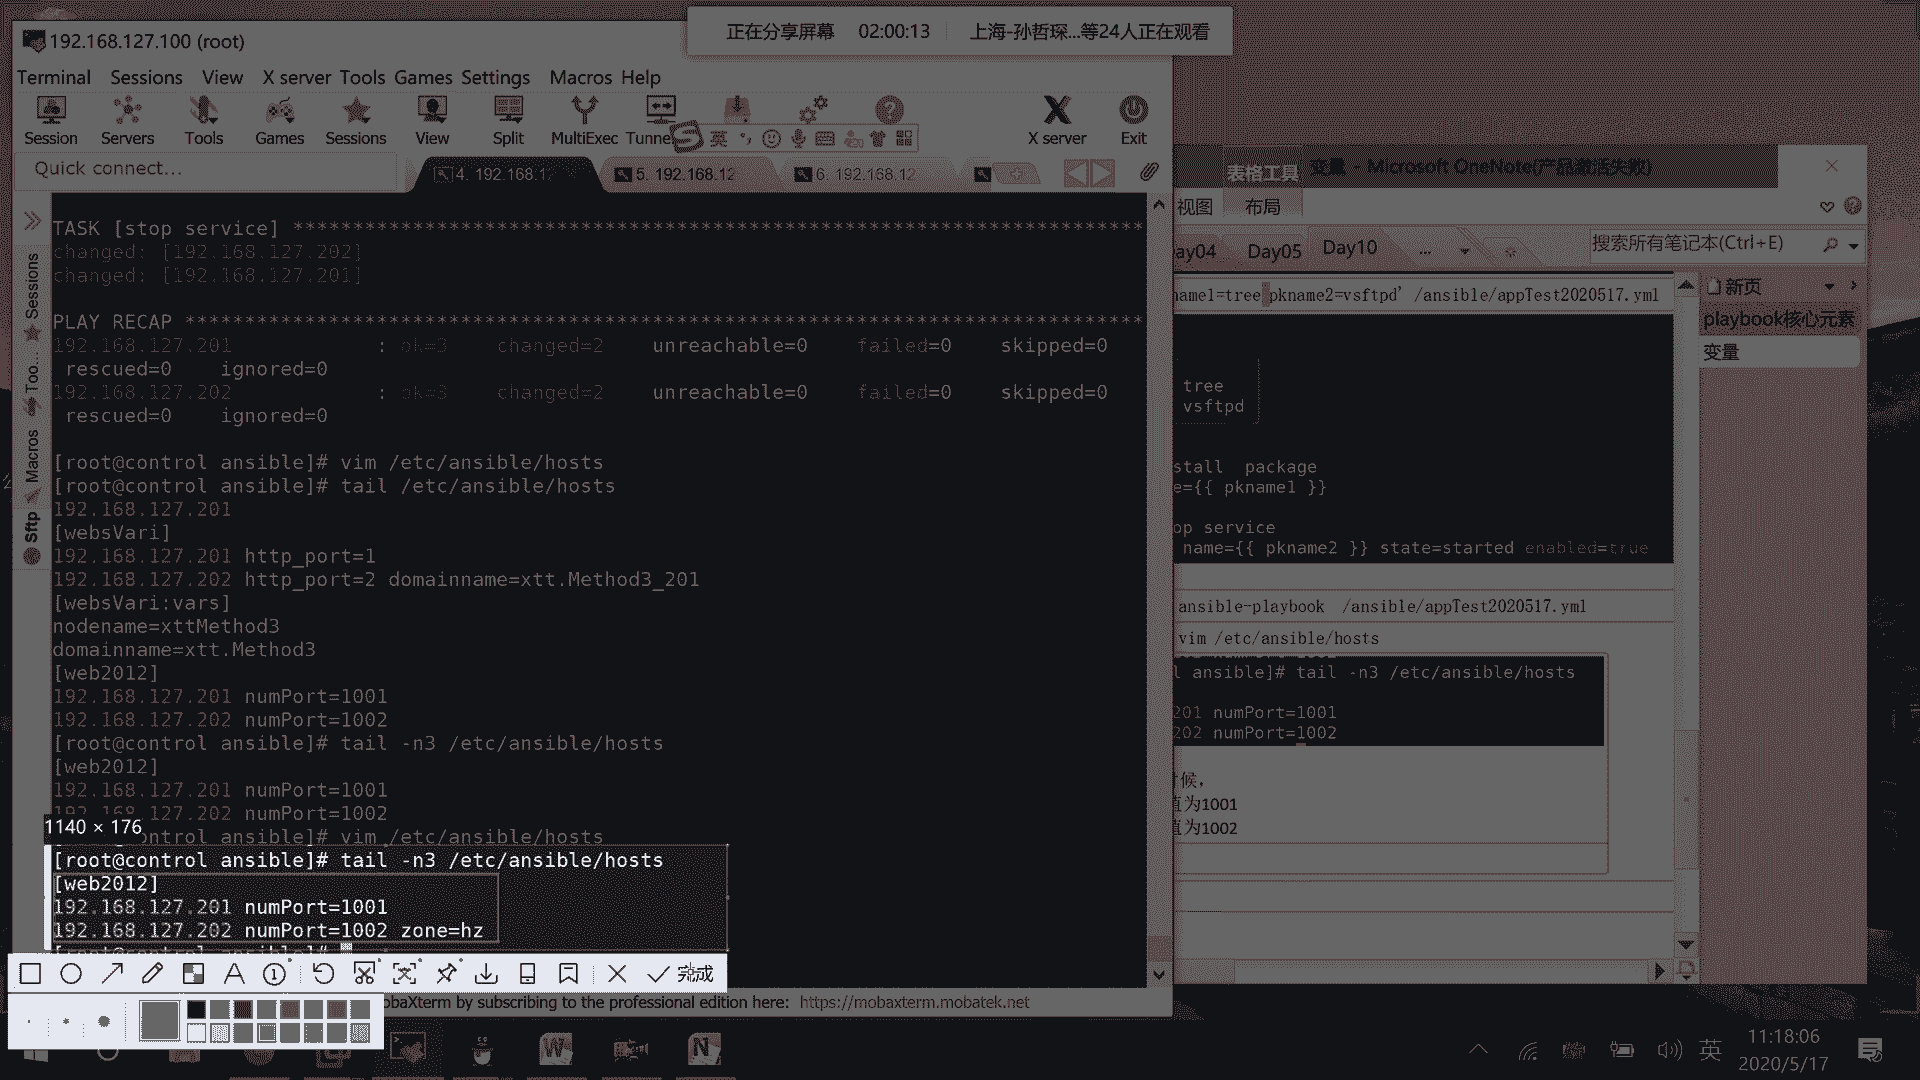 正在分享屏幕 02:00:13 上海-孙哲琛...等24人正在观看
192.168.127.100 (root)
Terminal Sessions View X server Tools Games Settings Macros Help
Session Servers Tools Games Sessions View Split MultiExec Tunne X server Exit
英
Quick connect...
4. 192.168.12 5. 192.168.12 6. 192.168.12
Sessions
Too...
Macros
Sftp
TASK [stop service] ***********************************************************************
changed: [192.168.127.202]
changed: [192.168.127.201]
PLAY RECAP ********************************************************************************
192.168.127.201 : ok=3 changed=2 unreachable=0 failed=0 skipped=0
rescued=0 ignored=0
192.168.127.202 : ok=3 changed=2 unreachable=0 failed=0 skipped=0
rescued=0 ignored=0
[root@control ansible]# vim /etc/ansible/hosts
[root@control ansible]# tail /etc/ansible/hosts
192.168.127.201
[websVari]
192.168.127.201 http_port=1
192.168.127.202 http_port=2 domainname=xtt.Method3_201
[websVari:vars]
nodename=xttMethod3
domainname=xtt.Method3
[web2012]
192.168.127.201 numPort=1001
192.168.127.202 numPort=1002
[root@control ansible]# tail -n3 /etc/ansible/hosts
[web2012]
192.168.127.201 numPort=1001
192.168.127.202 numPort=1002
1140 × 176
ontrol ansible]# vim /etc/ansible/hosts
[root@control ansible]# tail -n3 /etc/ansible/hosts
[web2012]
192.168.127.201 numPort=1001
192.168.127.202 numPort=1002 zone=hz
[root@control ansible]#
完成
obaXterm by subscribing to the professional edition here: https://mobaxterm.mobatek.net
表格工具 变量 - Microsoft OneNote(产品激活失败)
视图 布局
ay04 Day05 Day10 ...
搜索所有笔记本(Ctrl+E)
name1=tree pkname2=vsftpd' /ansible/appTest2020517.yml
新页
playbook核心元素
变量
tree
vsftpd
stall package
e={{ pkname1 }}
op service
name={{ pkname2 }} state=started enabled=true
ansible-playbook /ansible/appTest2020517.yml
vim /etc/ansible/hosts
l ansible]# tail -n3 /etc/ansible/hosts
201 numPort=1001
202 numPort=1002
时候，
值为1001
值为1002
英
11:18:06
2020/5/17